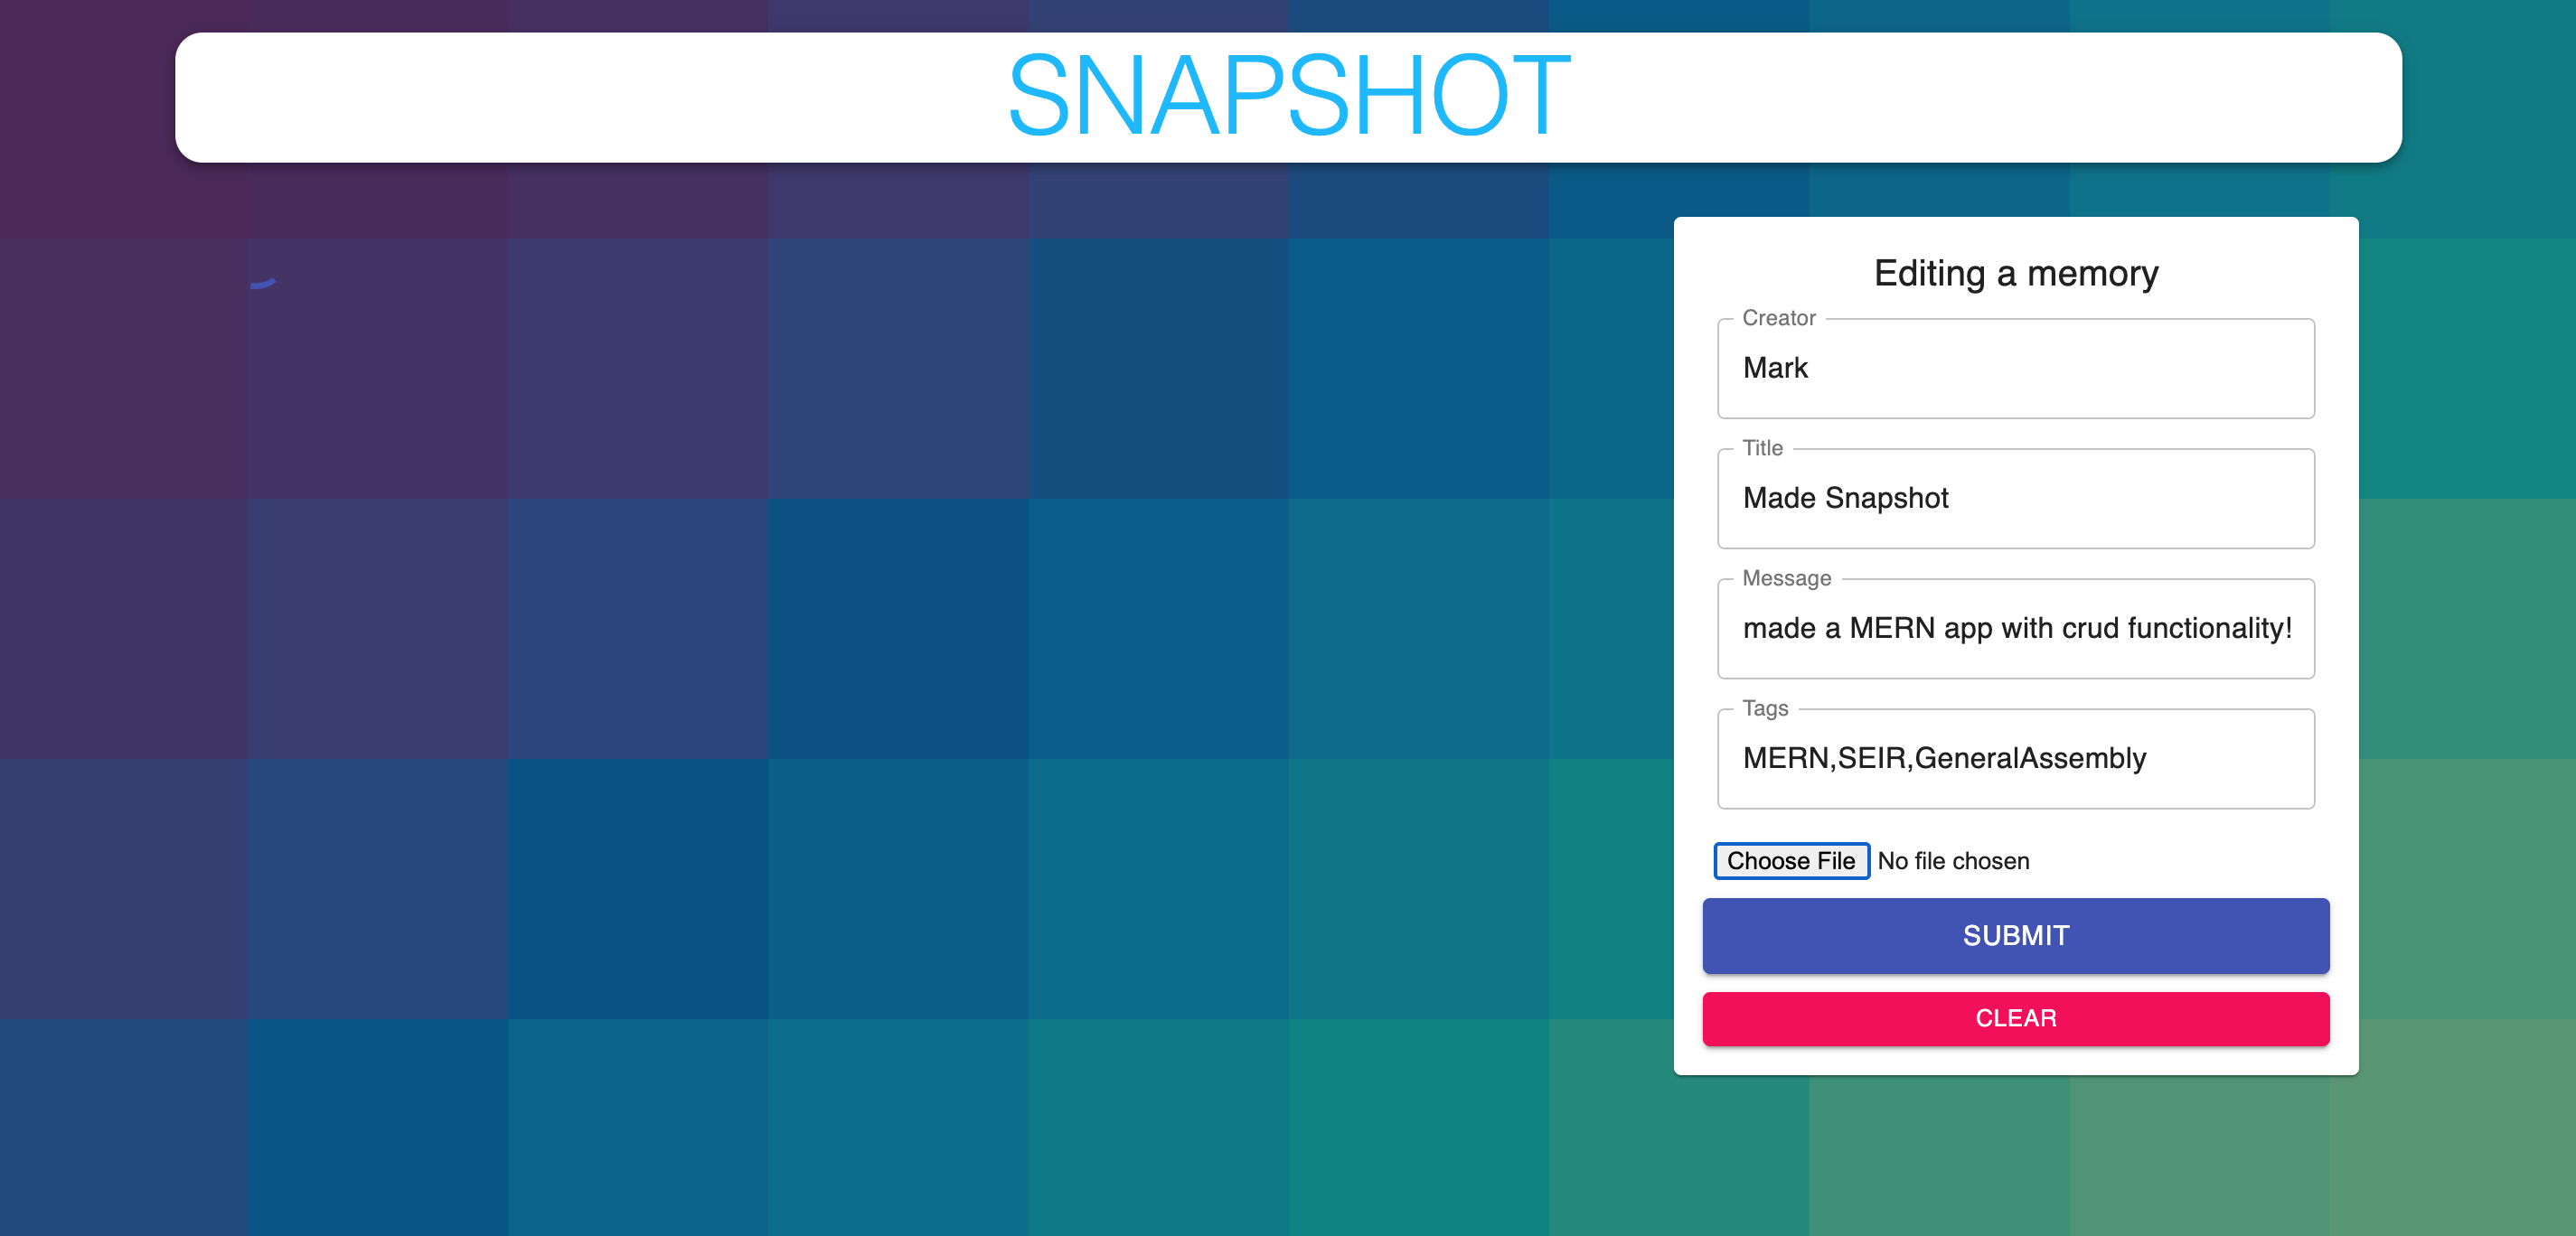 SNAPSHOT
Editing a memory
Creator
Mark
Title
Made Snapshot
Message
made a MERN app with crud functionality!
Tags
MERN,SEIR,GeneralAssembly
Choose File No file chosen
SUBMIT
CLEAR